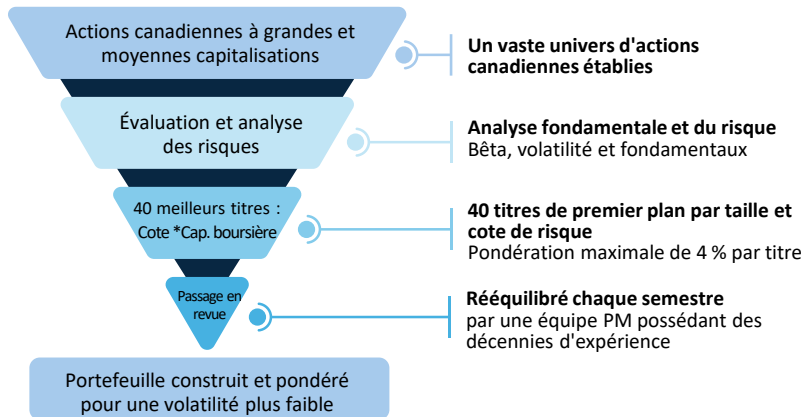 Actions canadiennes à grandes et
moyennes capitalisations
Un vaste univers d'actions
canadiennes établies
Évaluation et analyse
des risques
Analyse fondamentale et du risque
Bêta, volatilité et fondamentaux
40 meilleurs titres :
Cote *Cap. boursière
40 titres de premier plan par taille et
cote de risque
Pondération maximale de 4 % par titre
Passage en
revue
Rééquilibré chaque semestre
par une équipe PM possédant des
décennies d'expérience
Portefeuille construit et pondéré
pour une volatilité plus faible